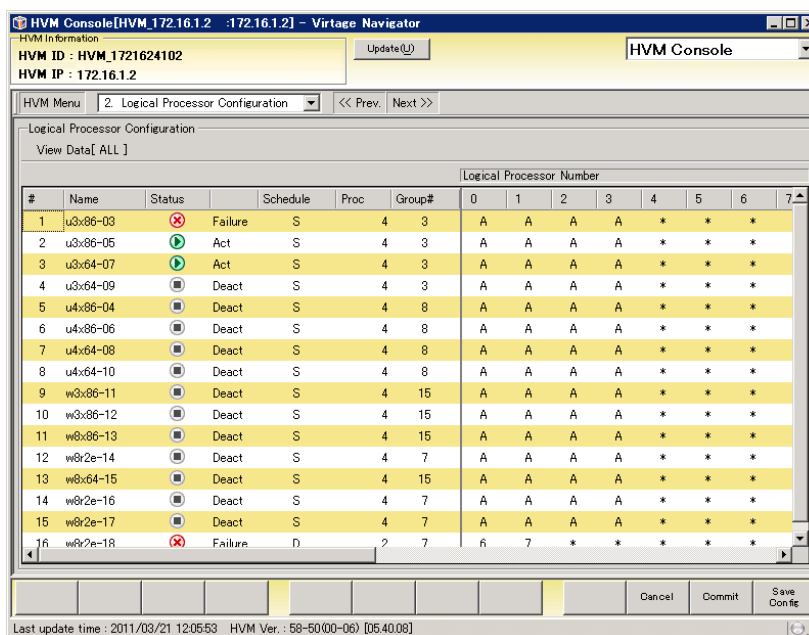 HVM Console[HVM_172.16.1.2 :172.16.1.2] - Virtage Navigator
HVM Information
HVM ID : HVM_1721624102
HVM IP : 172.16.1.2
Update(U)
HVM Console
HVM Menu 2. Logical Processor Configuration << Prev. Next >>
Logical Processor Configuration
View Data[ ALL ]
Logical Processor Number
# Name Status Schedule Proc Group# 0 1 2 3 4 5 6 7
1 u3x86-03 Failure S 4 3 A A A A * * *
2 u3x86-05 Act S 4 3 A A A A * * *
3 u3x64-07 Act S 4 3 A A A A * * *
4 u3x64-09 Deact S 4 3 A A A A * * *
5 u4x86-04 Deact S 4 8 A A A A * * *
6 u4x86-06 Deact S 4 8 A A A A * * *
7 u4x64-08 Deact S 4 8 A A A A * * *
8 u4x64-10 Deact S 4 8 A A A A * * *
9 w3x86-11 Deact S 4 15 A A A A * * *
10 w3x86-12 Deact S 4 15 A A A A * * *
11 w8x86-13 Deact S 4 15 A A A A * * *
12 w8r2e-14 Deact S 4 7 A A A A * * *
13 w8x64-15 Deact S 4 15 A A A A * * *
14 w8r2e-16 Deact S 4 7 A A A A * * *
15 w8r2e-17 Deact S 4 7 A A A A * * *
16 w8r2e-18 Failure D 2 7 6 7 * * * * *
Cancel Commit Save Config
Last update time : 2011/03/21 12:05:53 HVM Ver. : 58-50(00-06) [05.40.08]